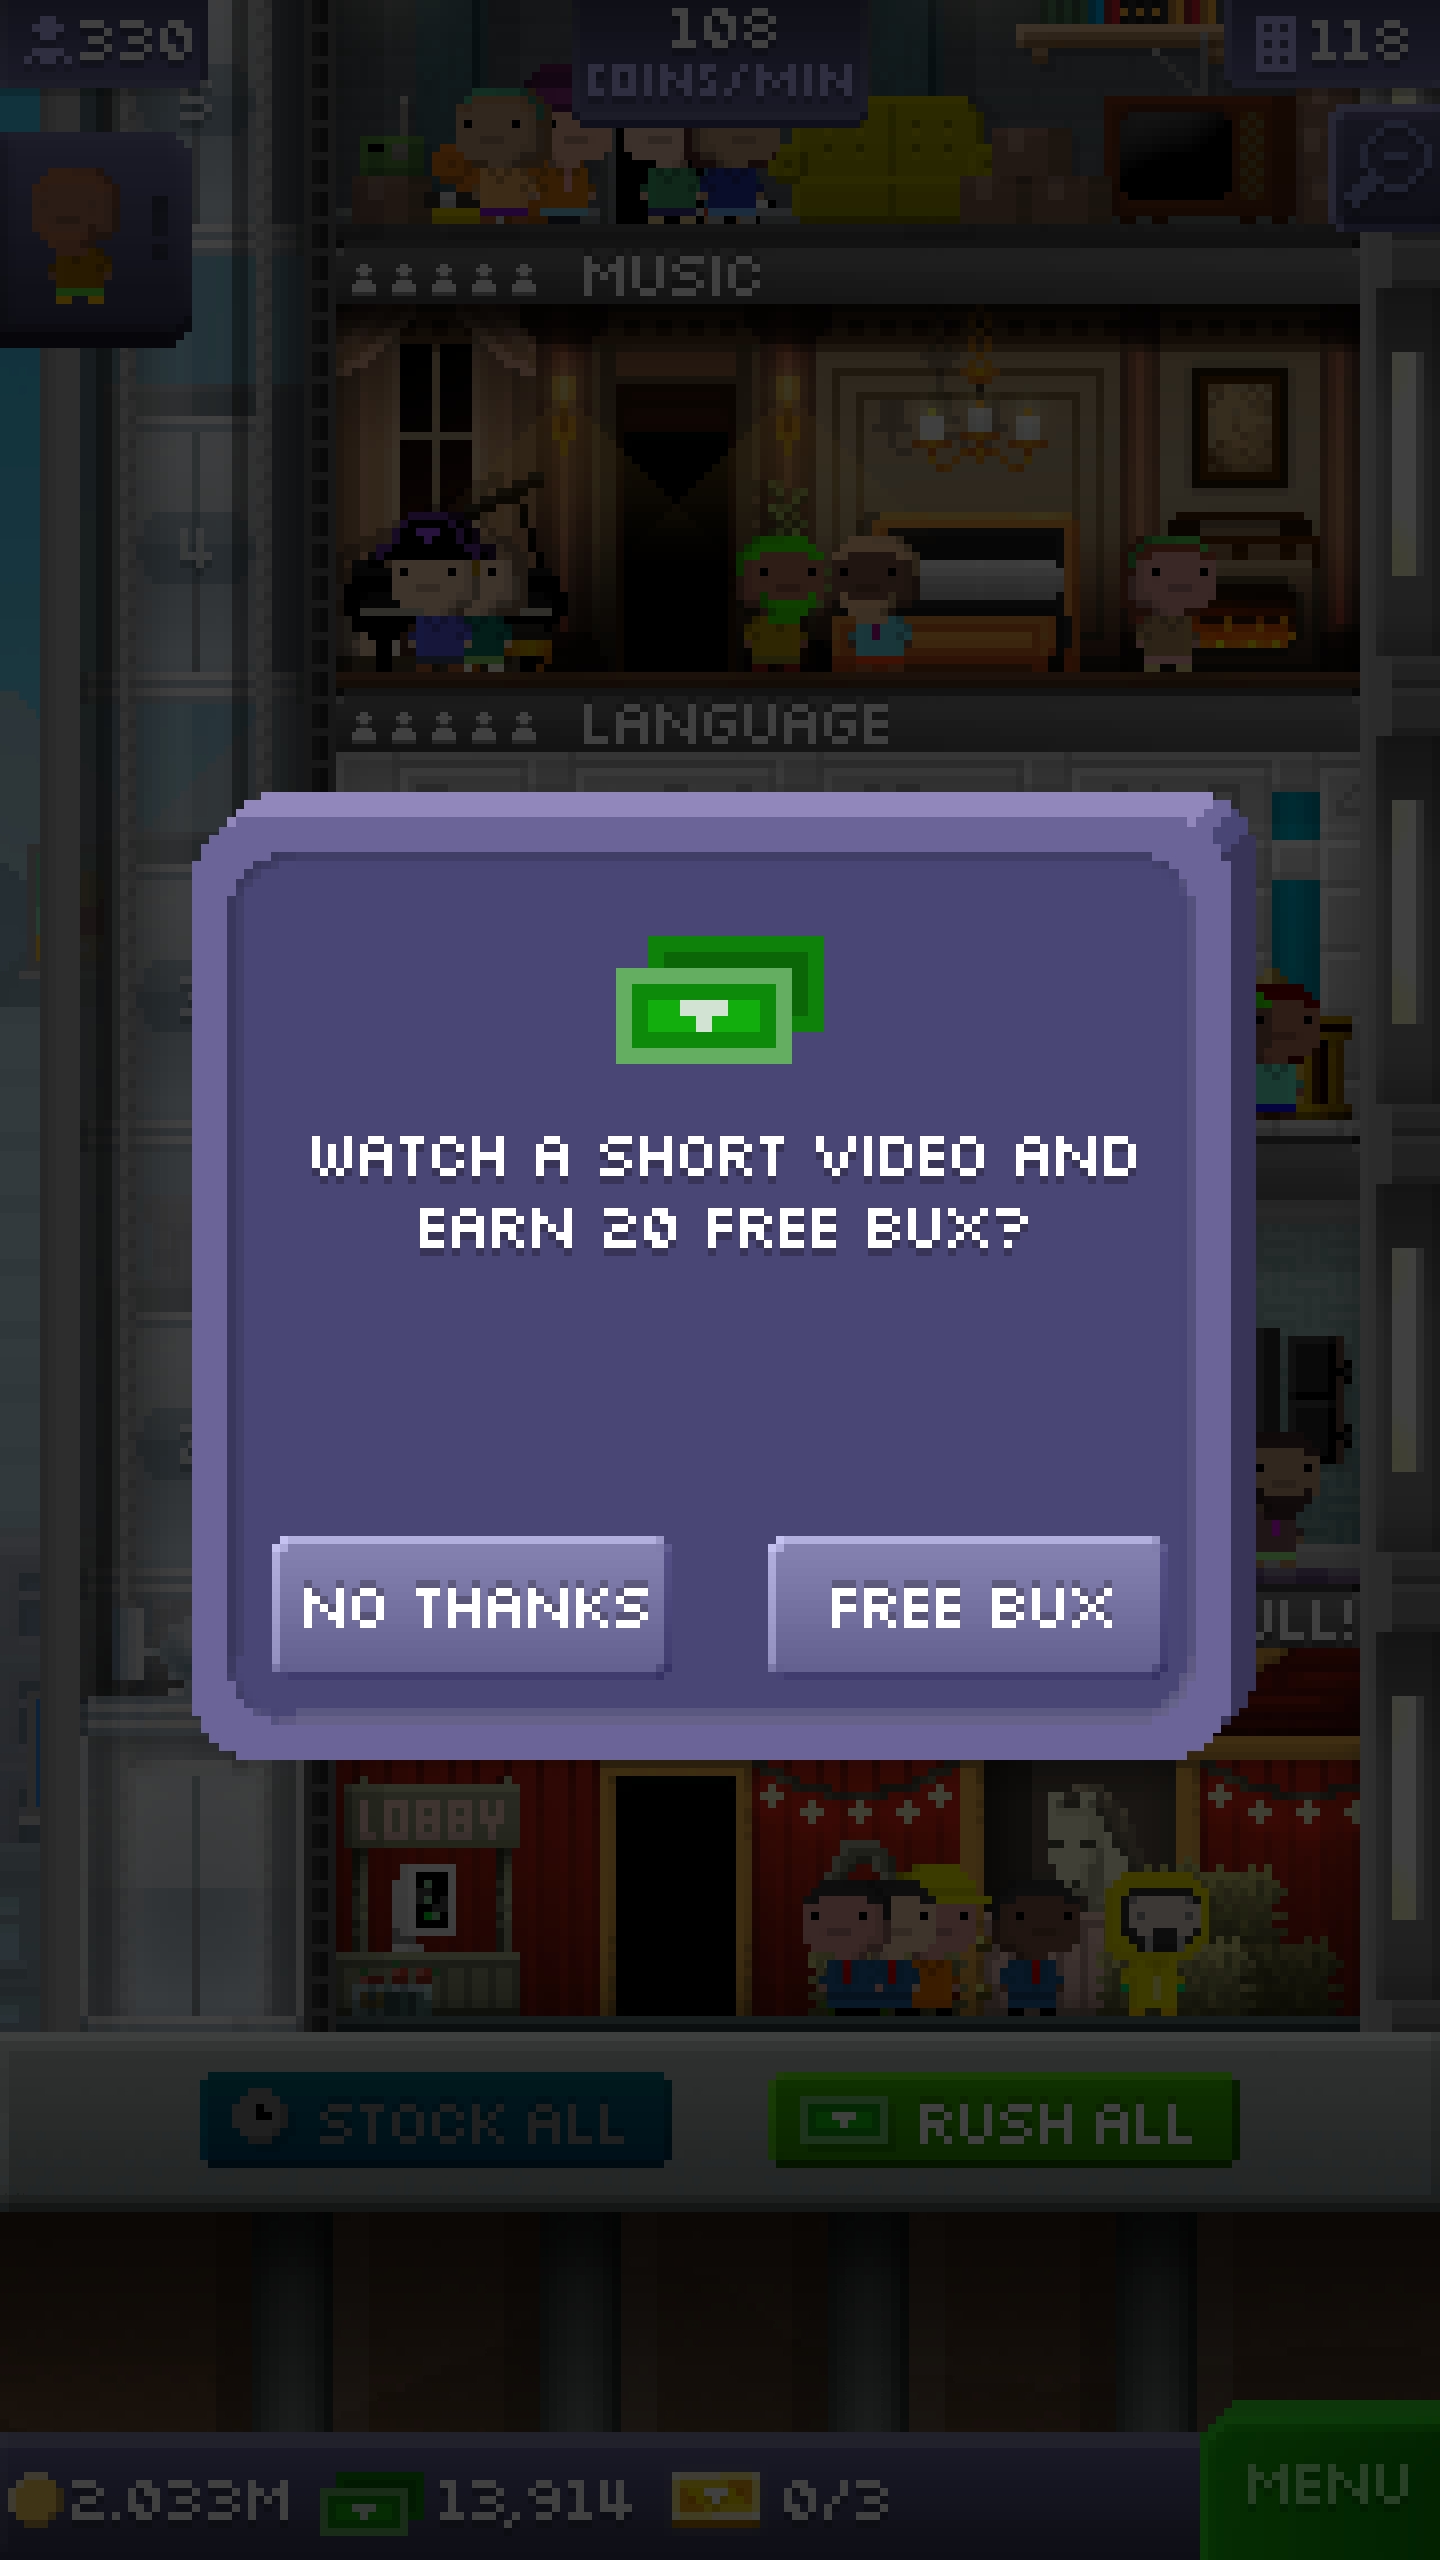 330
108
COINS/MIN
118
5
MUSIC
4
LANGUAGE
WATCH A SHORT VIDEO AND
EARN 20 FREE BUX?
NO THANKS
FREE BUX
LOBBY
STOCK ALL
RUSH ALL
2.033M
13,914
0/3
MENU